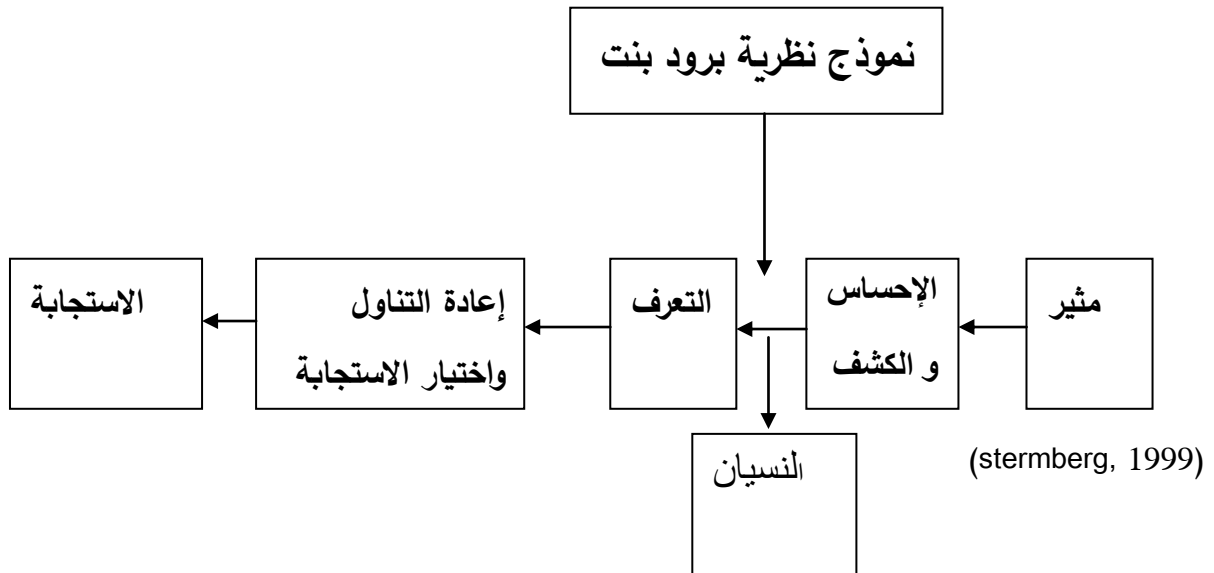 نموذج نظرية برود بنت
مثير
الإحساس
و الكشف
التعرف
إعادة التناول
واختيار الاستجابة
الاستجابة
النسيان
(stermberg, 1999)